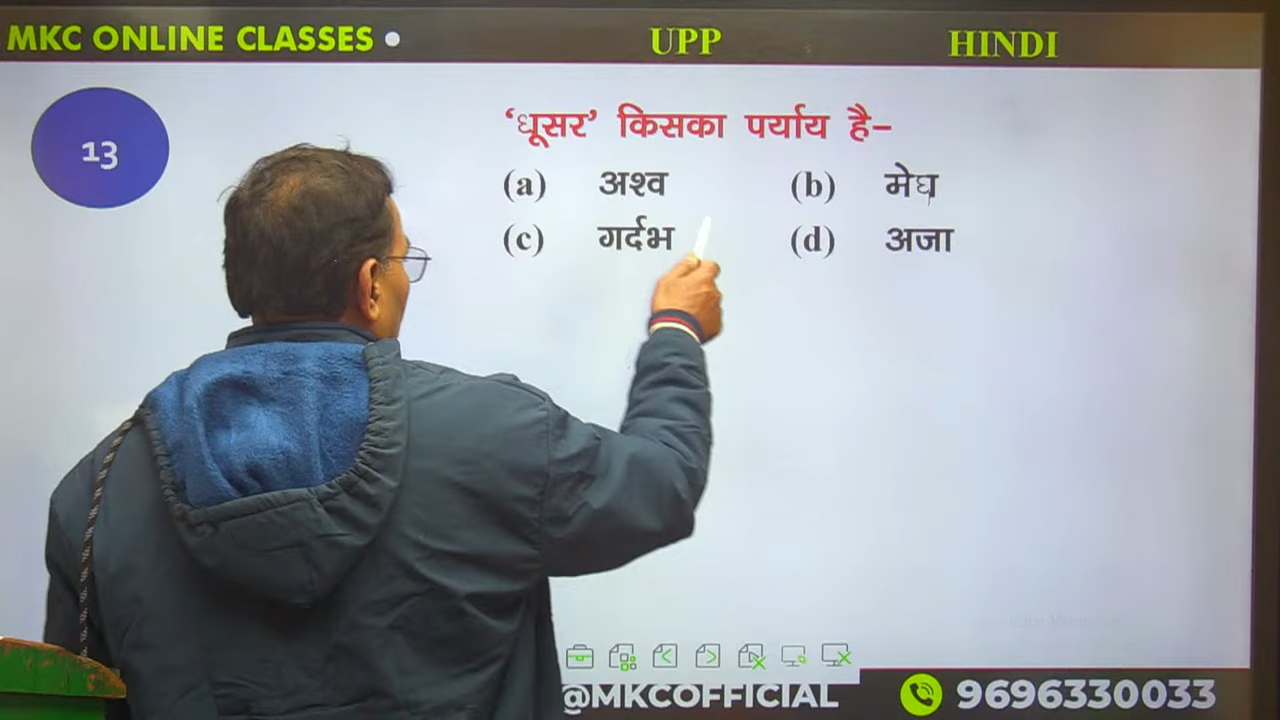 MKC ONLINE CLASSES UPP HINDI
13
‘धूसर’ किसका पर्याय है–
(a) अश्व (b) मेघ
(c) गर्दभ (d) अजा
@MKCOFFICIAL 9696330033